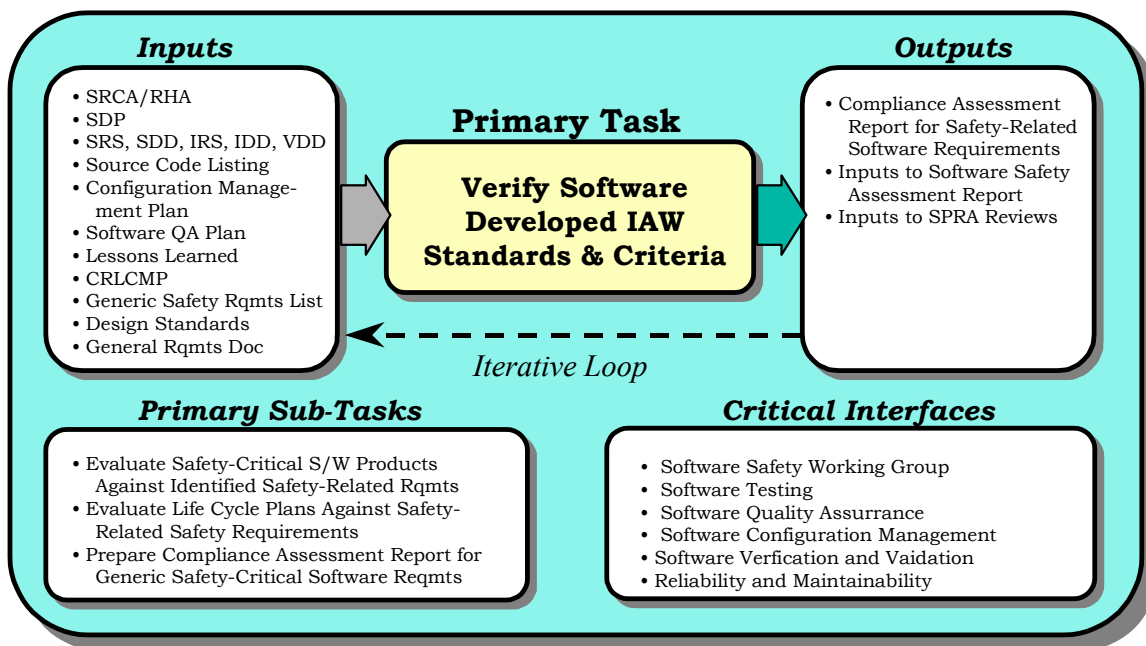 Inputs
• SRCA/RHA
• SDP
• SRS, SDD, IRS, IDD, VDD
• Source Code Listing
• Configuration Manage-
ment Plan
• Software QA Plan
• Lessons Learned
• CRLCMP
• Generic Safety Rqmts List
• Design Standards
• General Rqmts Doc
Primary Task
Verify Software
Developed IAW
Standards & Criteria
Iterative Loop
Outputs
• Compliance Assessment
Report for Safety-Related
Software Requirements
• Inputs to Software Safety
Assessment Report
• Inputs to SPRA Reviews
Primary Sub-Tasks
• Evaluate Safety-Critical S/W Products
Against Identified Safety-Related Rqmts
• Evaluate Life Cycle Plans Against Safety-
Related Safety Requirements
• Prepare Compliance Assessment Report for
Generic Safety-Critical Software Reqmts
Critical Interfaces
• Software Safety Working Group
• Software Testing
• Software Quality Assurrance
• Software Configuration Management
• Software Verfication and Vaidation
• Reliability and Maintainability